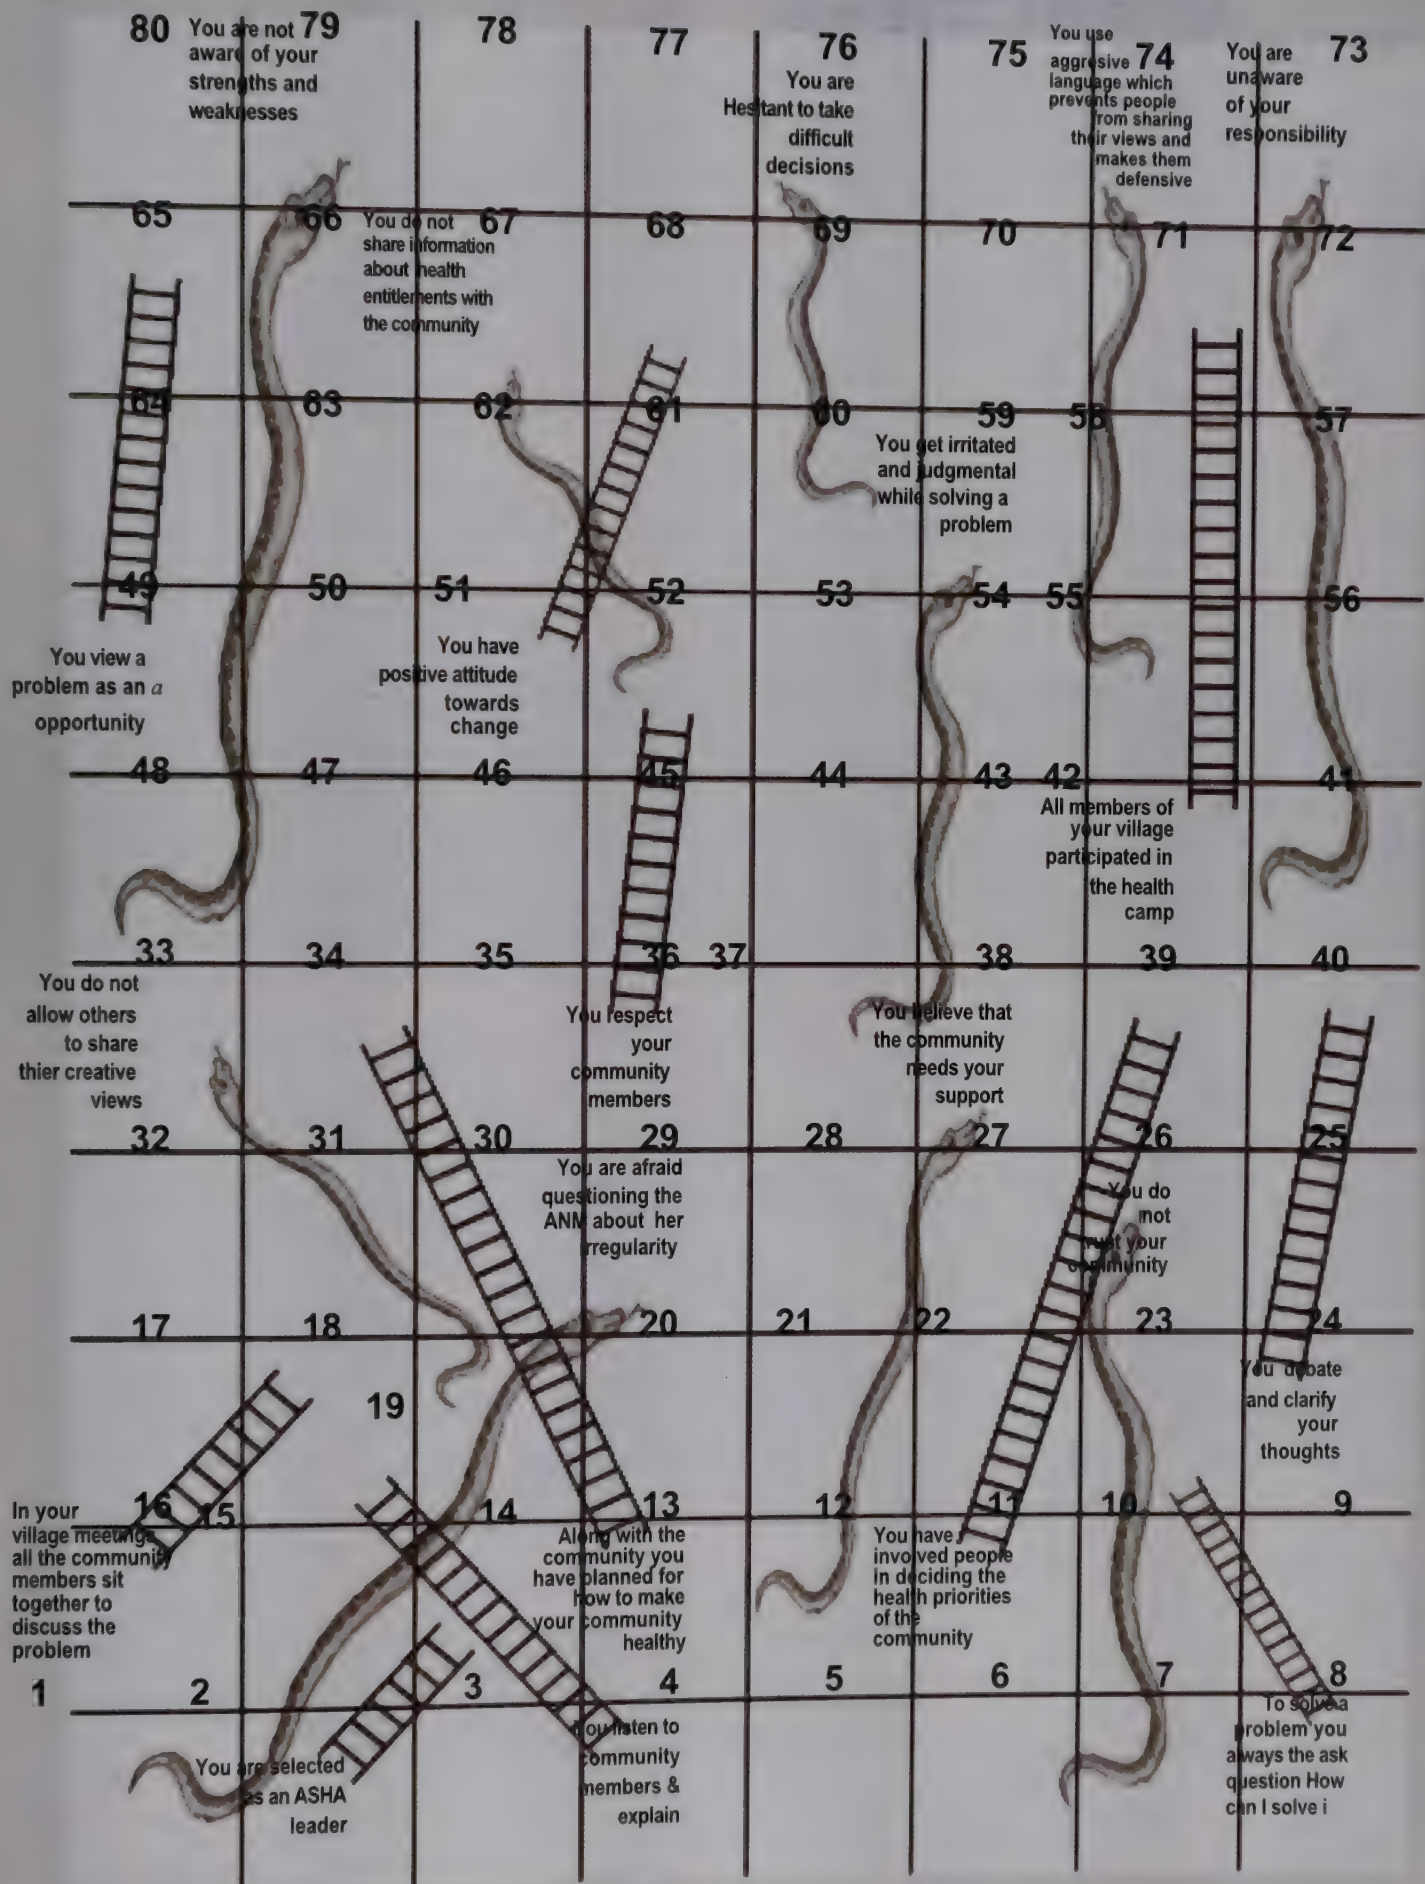 80 79 78 77 76 75 74 73
You are not
aware of your
strengths and
weaknesses
You are
Hesitant to take
difficult
decisions
You use
aggrosive
language which
prevents people
from sharing
their views and
makes them
defensive
You are
unaware
of your
responsibility
65 66 67 68 69 70 71 72
You do not
share information
about health
entitlements with
the community
64 63 62 61 60 59 58 57
You get irritated
and judgmental
while solving a
problem
49 50 51 52 53 54 55 56
You view a
problem as an a
opportunity
You have
positive attitude
towards
change
48 47 46 45 44 43 42 41
All members of
your village
participated in
the health
camp
33 34 35 36 37 38 39 40
You do not
allow others
to share
thier creative
views
You respect
your
community
members
You believe that
the community
needs your
support
32 31 30 29 28 27 26 25
You are afraid
questioning the
ANM about her
irregularity
You do
not
trust your
community
17 18 20 21 22 23 24
You debate
and clarify
your
thoughts
19
16 15 14 13 12 11 10 9
In your
village meetings
all the community
members sit
together to
discuss the
problem
Along with the
community you
have planned for
how to make
your community
healthy
You have
involved people
in deciding the
health priorities
of the
community
1 2 3 4 5 6 7 8
You are selected
as an ASHA
leader
You listen to
community
members &
explain
To solve a
problem you
always the ask
question How
can I solve i